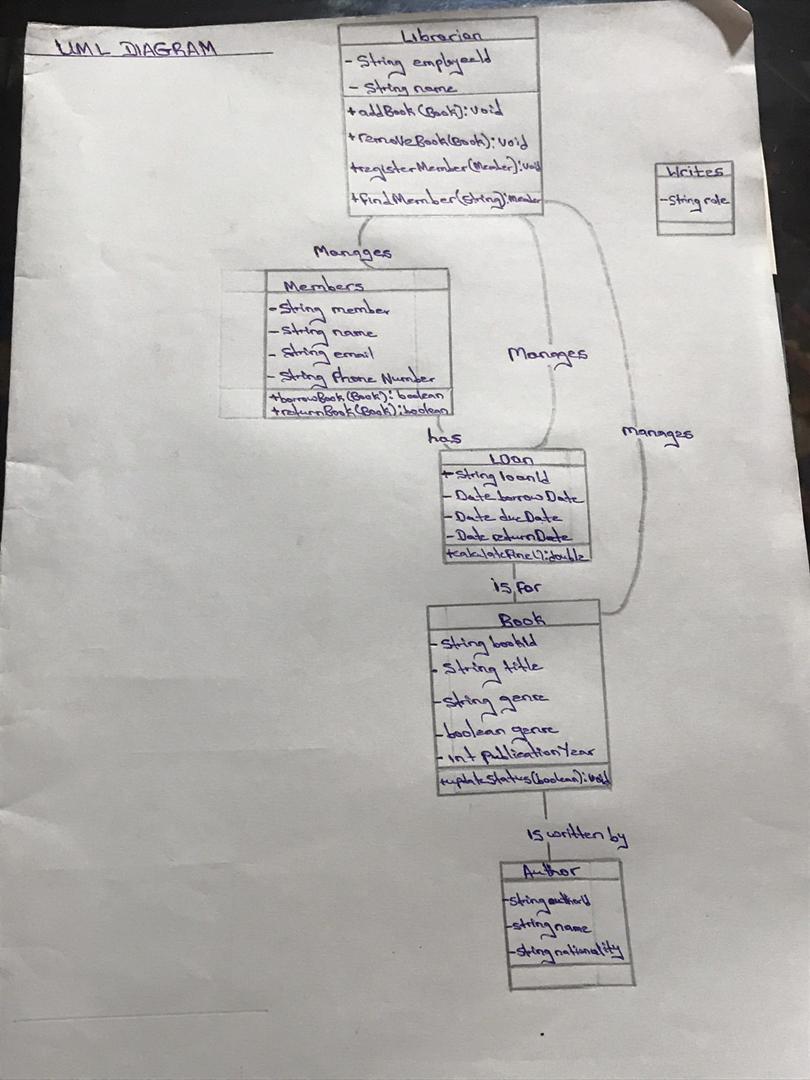 UML DIAGRAM
Librarian
- String employeeId
- String name
+addBook(Book): void
+removeBook(Book): void
+registerMember(Member): void
+findMember(String):member
Writes
-String role
Manages
Members
-String member
-String name
- String email
- String Phone Number
+borrowBook(Book): boolean
+returnBook(Book):boolean
Manages
Manages
has
Loan
+ String loanId
- Date borrowDate
- Date dueDate
- Date returnDate
+calculateFine():double
is for
Book
-String bookId
- String title
-String genre
-boolean genre
- int publicationYear
+updateStatus(boolean): void
is written by
Author
-string authorId
-string name
-string nationality